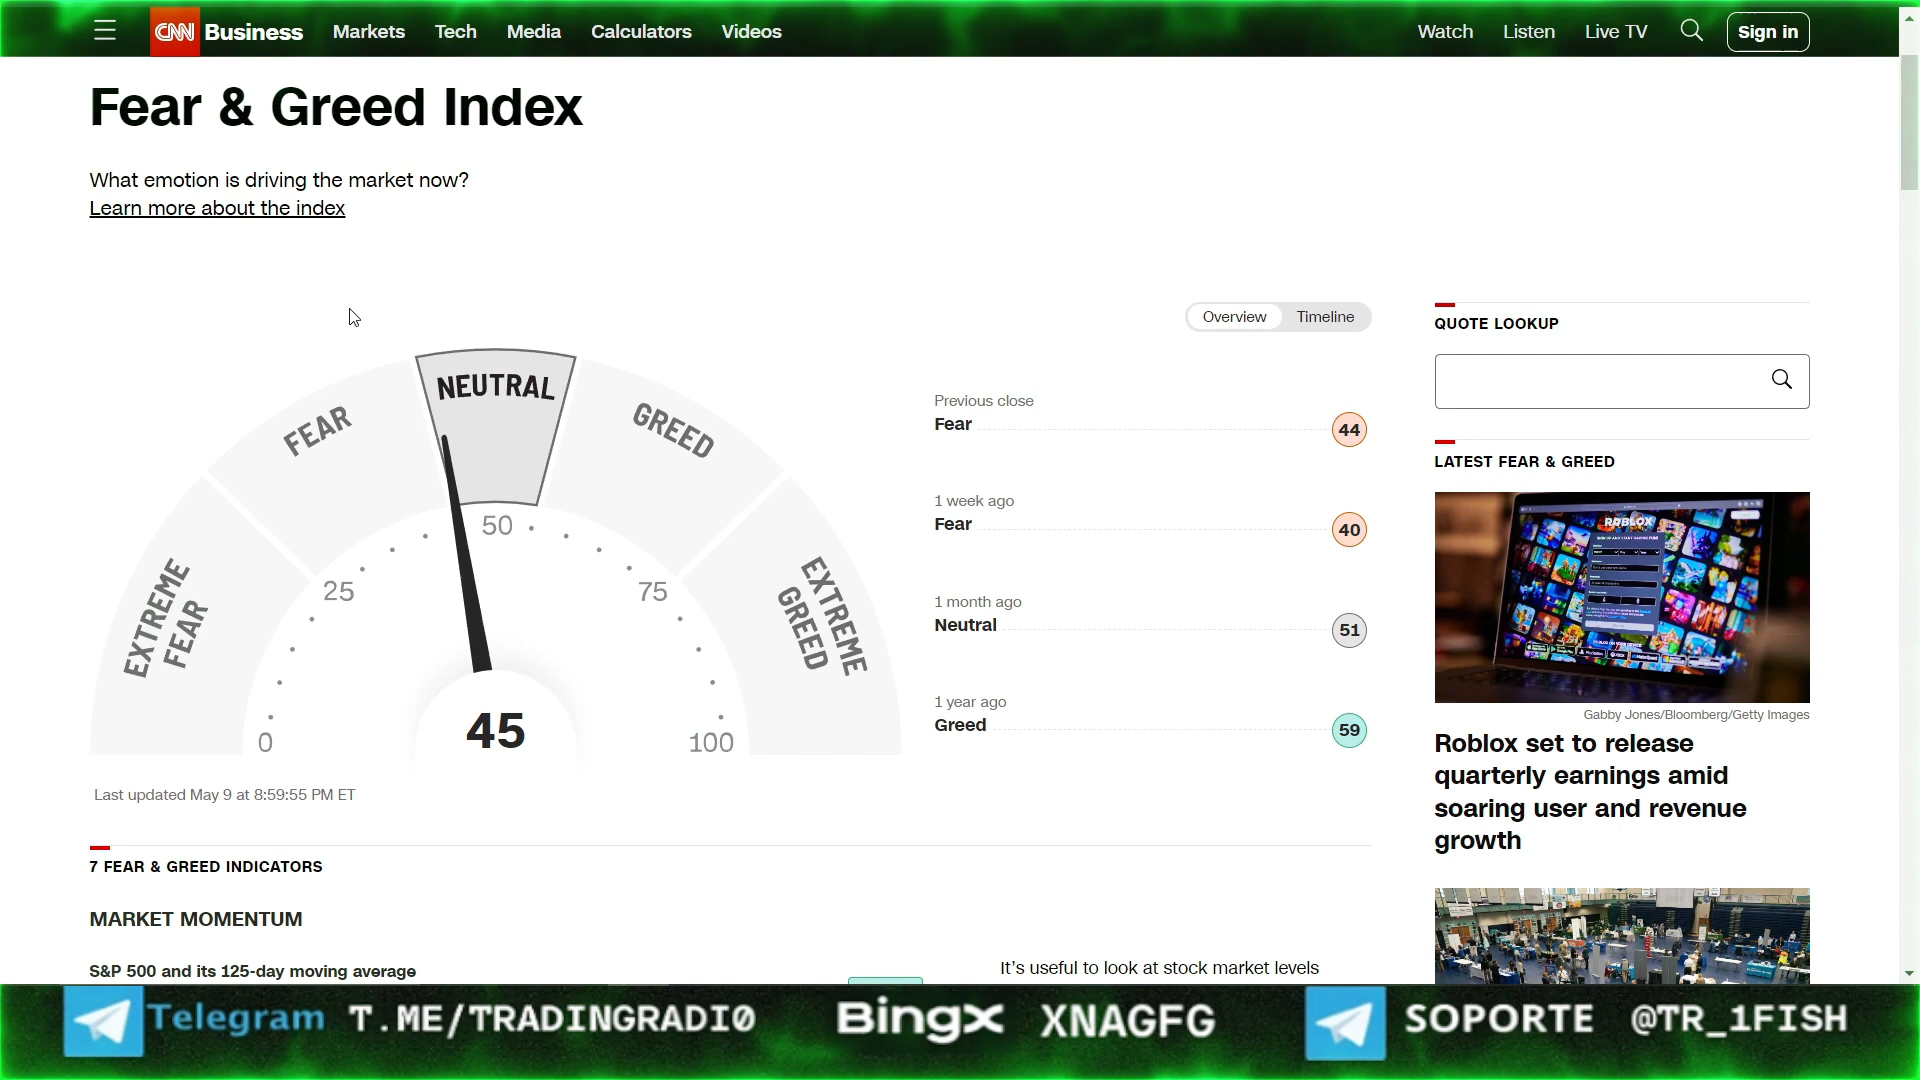 CNN Business Markets Tech Media Calculators Videos Watch Listen Live TV Sign in
Fear & Greed Index
What emotion is driving the market now?
Learn more about the index
Overview Timeline
EXTREME FEAR
FEAR
NEUTRAL
GREED
EXTREME GREED
0
25
50
75
100
45
Last updated May 9 at 8:59:55 PM ET
Previous close
Fear 44
1 week ago
Fear 40
1 month ago
Neutral 51
1 year ago
Greed 59
7 FEAR & GREED INDICATORS
MARKET MOMENTUM
S&P 500 and its 125-day moving average
It’s useful to look at stock market levels
QUOTE LOOKUP
LATEST FEAR & GREED
ROBLOX
Gabby Jones/Bloomberg/Getty Images
Roblox set to release
quarterly earnings amid
soaring user and revenue
growth
Telegram T.ME/TRADINGRADI0 BingX XNAGFG SOPORTE @TR_1FISH